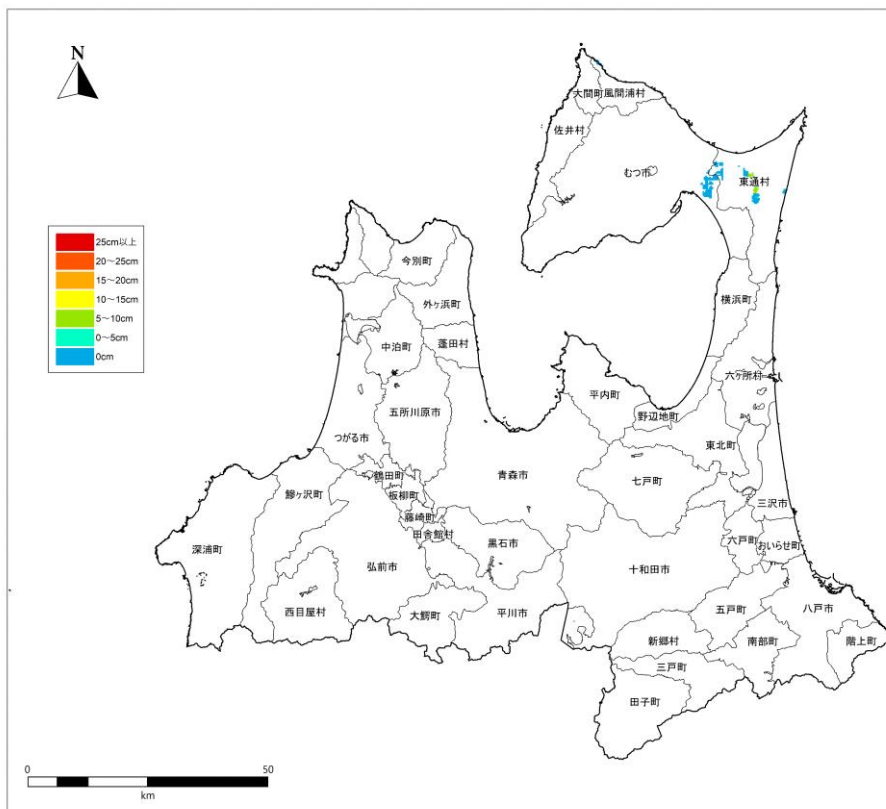 N
大間町
風間浦村
佐井村
むつ市
東通村
25cm以上
20～25cm
15～20cm
10～15cm
5～10cm
0～5cm
0cm
今別町
外ヶ浜町
横浜町
中泊町
蓬田村
六ヶ所村
平内町
野辺地町
五所川原市
つがる市
東北町
青森市
七戸町
鶴田町
板柳町
鰺ヶ沢町
藤崎町
三沢市
田舎館村
深浦町
黒石市
六戸町
おいらせ町
弘前市
十和田市
西目屋村
大鰐町
平川市
五戸町
八戸市
新郷村
南部町
階上町
三戸町
田子町
0
50
km